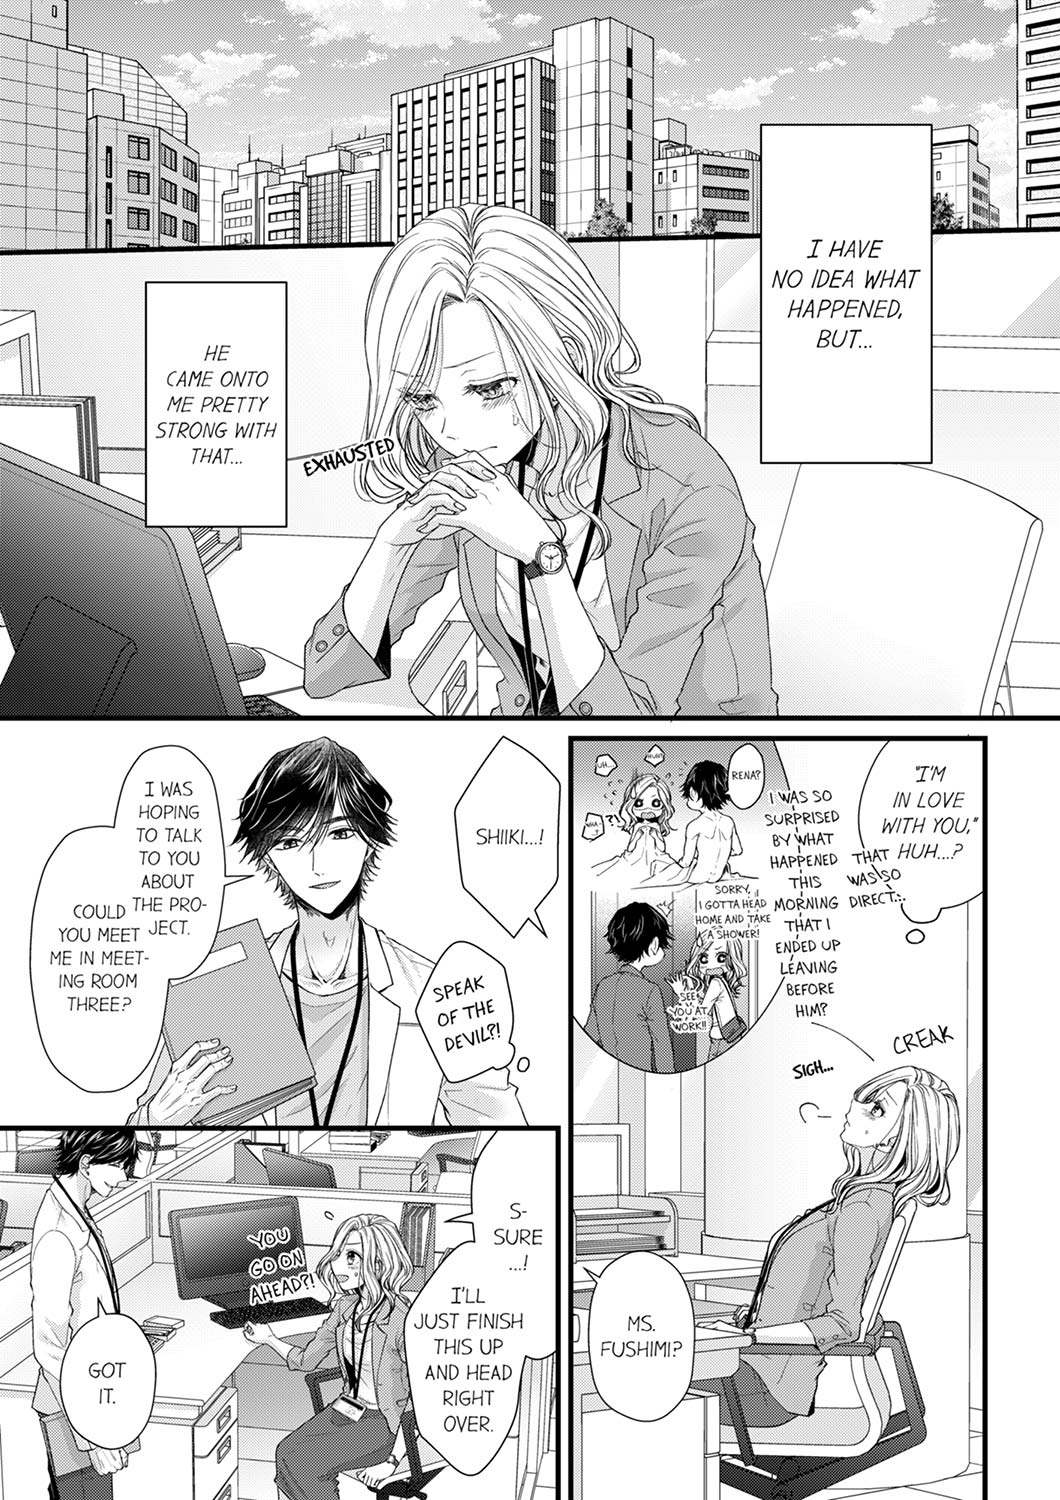 I HAVE
NO IDEA WHAT
HAPPENED,
BUT...
HE
CAME ONTO
ME PRETTY
STRONG WITH
THAT...
EXHAUSTED
"I'M
IN LOVE
WITH YOU,"
HUH...?
THAT
WAS SO
DIRECT...
I WAS SO
SURPRISED
BY WHAT
HAPPENED
THIS
MORNING
THAT I
ENDED UP
LEAVING
BEFORE
HIM?
RENA?
HUH?
UH...
WHA-
?
?!
SORRY,
I GOTTA HEAD
HOME AND TAKE
A SHOWER!
SEE
YOU AT
WORK!!
CREAK
SIGH...
MS.
FUSHIMI?
SHIIKI...!
I WAS
HOPING
TO TALK
TO YOU
ABOUT
THE PRO-
JECT.
COULD
YOU MEET
ME IN MEET-
ING ROOM
THREE?
SPEAK
OF THE
DEVIL?!
S-
SURE
...!
I'LL
JUST FINISH
THIS UP
AND HEAD
RIGHT
OVER.
YOU
GO ON
AHEAD?!
GOT
IT.